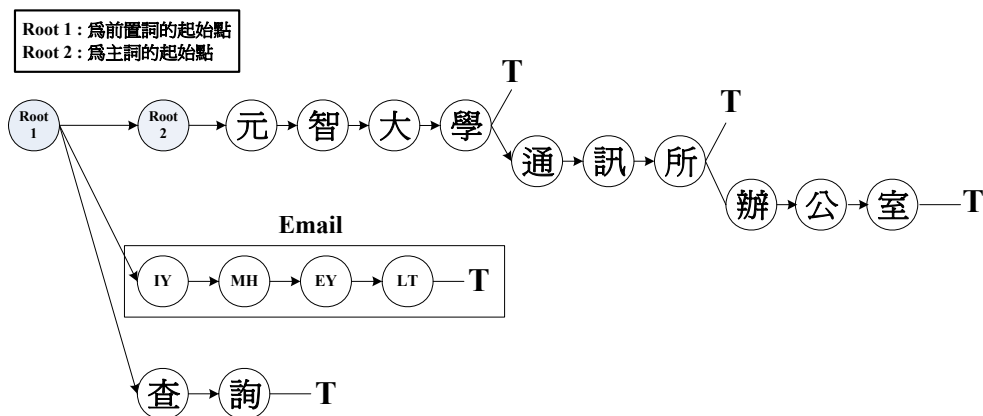 Root 1 : 爲前置詞的起始點
Root 2 : 爲主詞的起始點
T
T
Root 1
Root 2
元 智 大 學
通 訊 所
辦 公 室 T
Email
IY MH EY LT T
查 詢 T